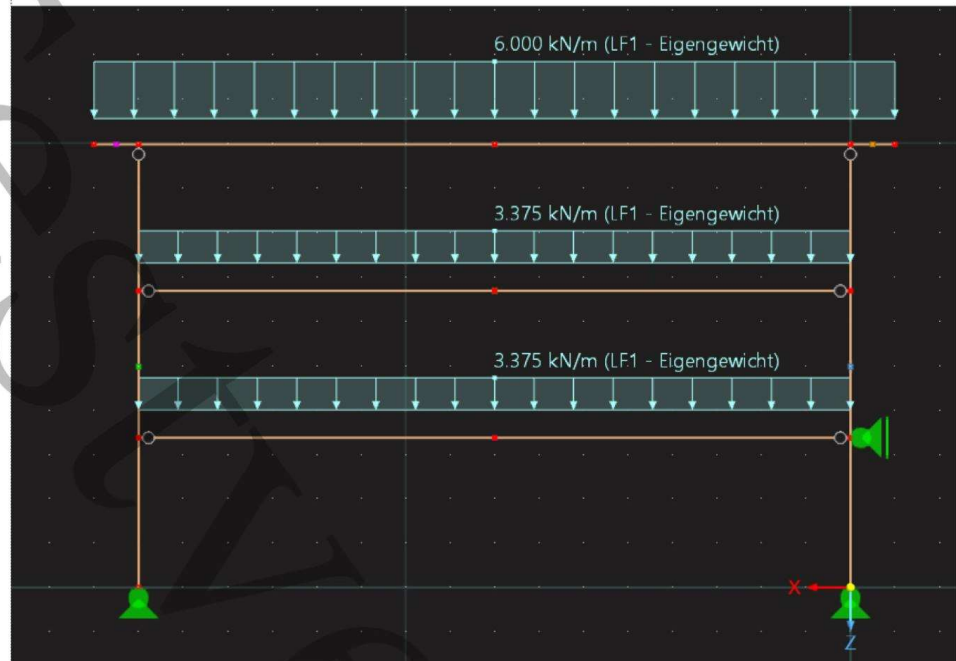 6.000 kN/m (LF1 - Eigengewicht)
3.375 kN/m (LF1 - Eigengewicht)
3.375 kN/m (LF1 - Eigengewicht)
X
Z